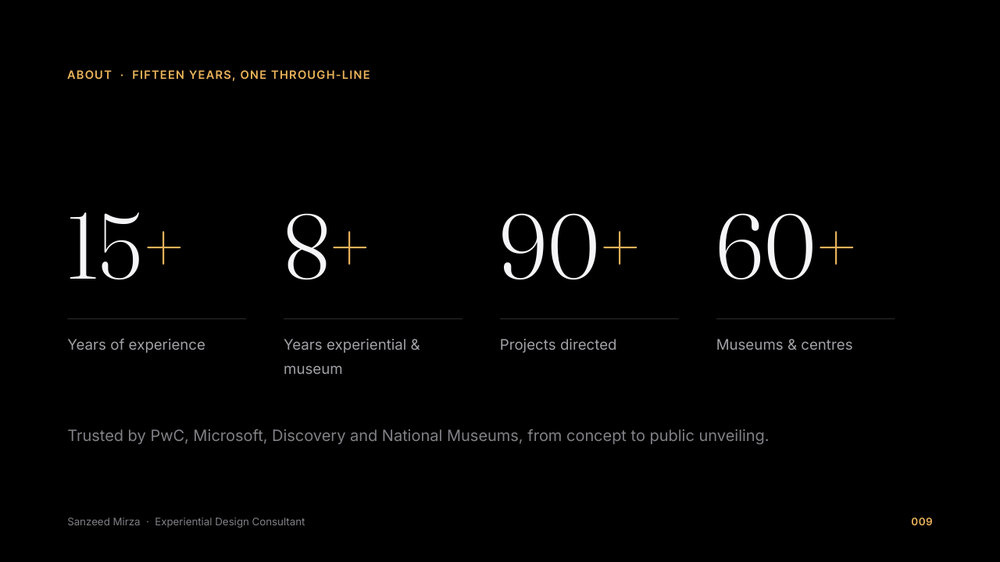 ABOUT · FIFTEEN YEARS, ONE THROUGH-LINE
15+
8+
90+
60+
Years of experience
Years experiential &
museum
Projects directed
Museums & centres
Trusted by PwC, Microsoft, Discovery and National Museums, from concept to public unveiling.
Sanzeed Mirza · Experiential Design Consultant
009